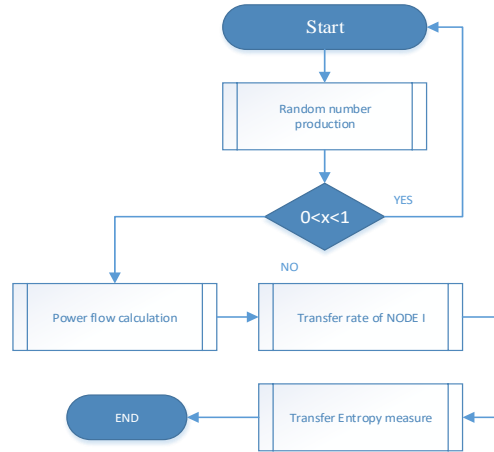 Start
Random number
production
0<x<1
YES
NO
Power flow calculation
Transfer rate of NODE I
Transfer Entropy measure
END